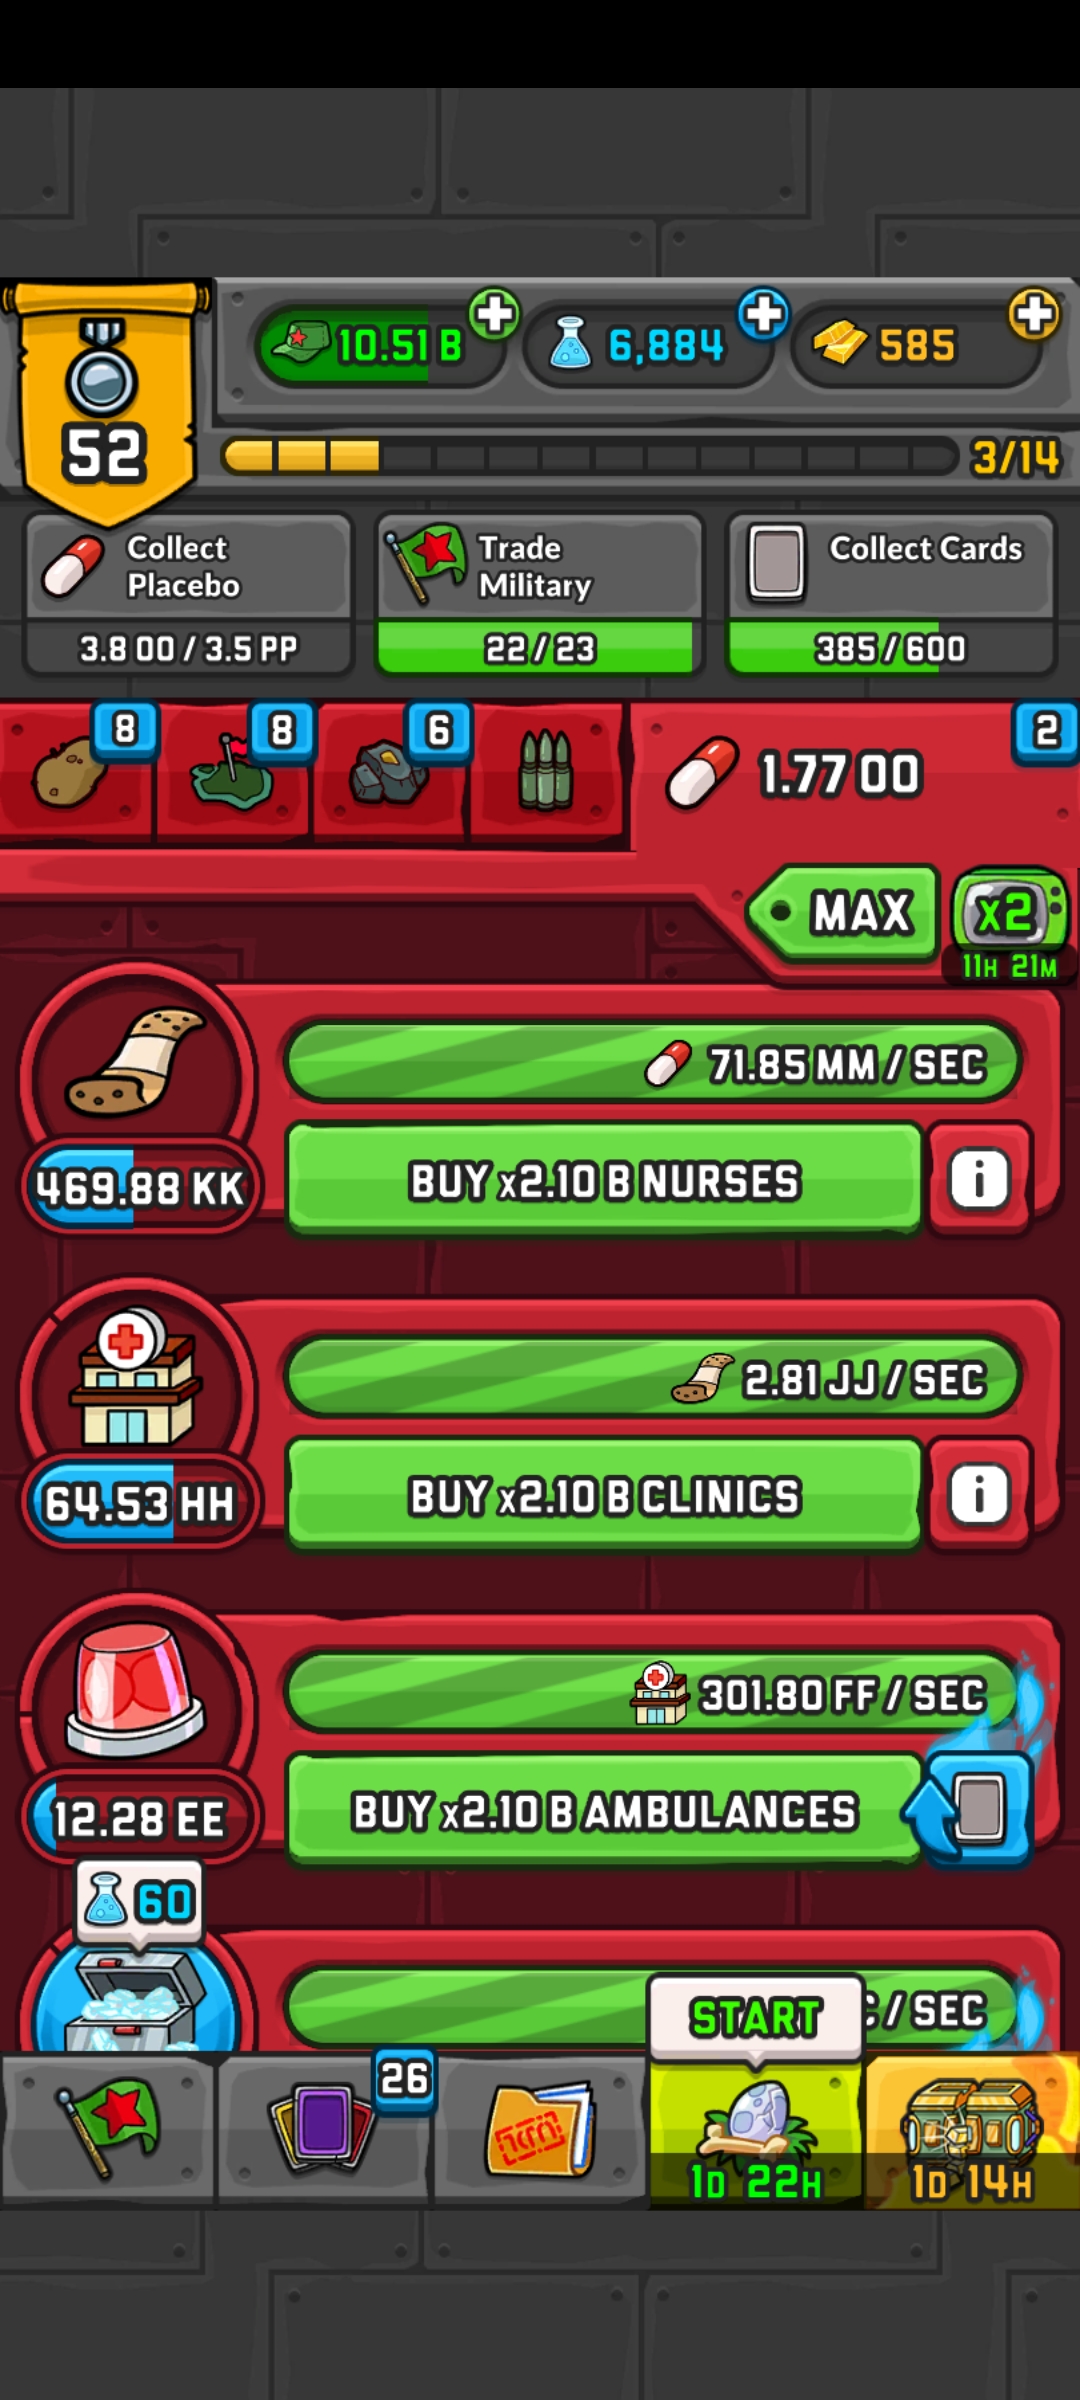 10.51 B
6,884
585
52
3/14
Collect
Placebo
3.8 OO / 3.5 PP
Trade
Military
22 / 23
Collect Cards
385 / 600
8
8
6
1.77 OO
2
MAX
x2
11H 21M
71.85 MM / SEC
469.88 KK
BUY x2.10 B NURSES
i
2.81 JJ / SEC
64.53 HH
BUY x2.10 B CLINICS
i
301.80 FF / SEC
12.28 EE
BUY x2.10 B AMBULANCES
60
/ SEC
START
26
1D 22H
1D 14H